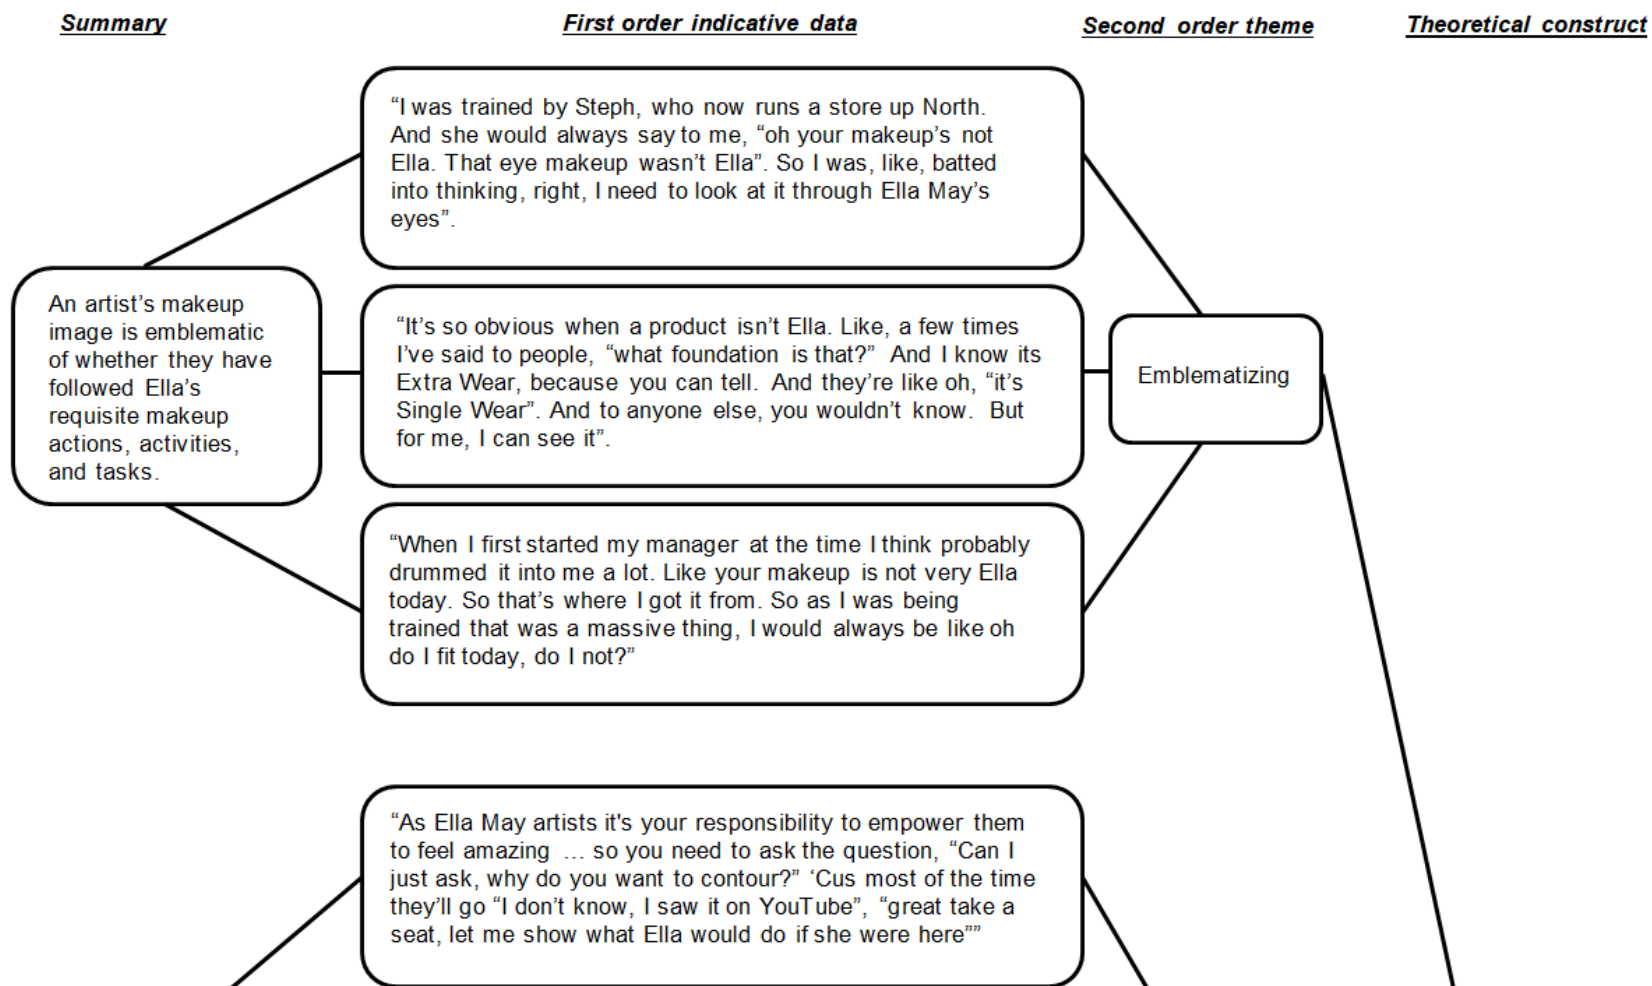 Summary
First order indicative data
Second order theme
Theoretical construct
“I was trained by Steph, who now runs a store up North.
And she would always say to me, “oh your makeup’s not
Ella. That eye makeup wasn’t Ella”. So I was, like, batted
into thinking, right, I need to look at it through Ella May’s
eyes”.
An artist’s makeup
image is emblematic
of whether they have
followed Ella’s
requisite makeup
actions, activities,
and tasks.
“It’s so obvious when a product isn’t Ella. Like, a few times
I’ve said to people, “what foundation is that?” And I know its
Extra Wear, because you can tell. And they’re like oh, “it’s
Single Wear”. And to anyone else, you wouldn’t know. But
for me, I can see it”.
Emblematizing
“When I first started my manager at the time I think probably
drummed it into me a lot. Like your makeup is not very Ella
today. So that’s where I got it from. So as I was being
trained that was a massive thing, I would always be like oh
do I fit today, do I not?”
“As Ella May artists it's your responsibility to empower them
to feel amazing … so you need to ask the question, “Can I
just ask, why do you want to contour?” ‘Cus most of the time
they’ll go “I don’t know, I saw it on YouTube”, “great take a
seat, let me show what Ella would do if she were here””